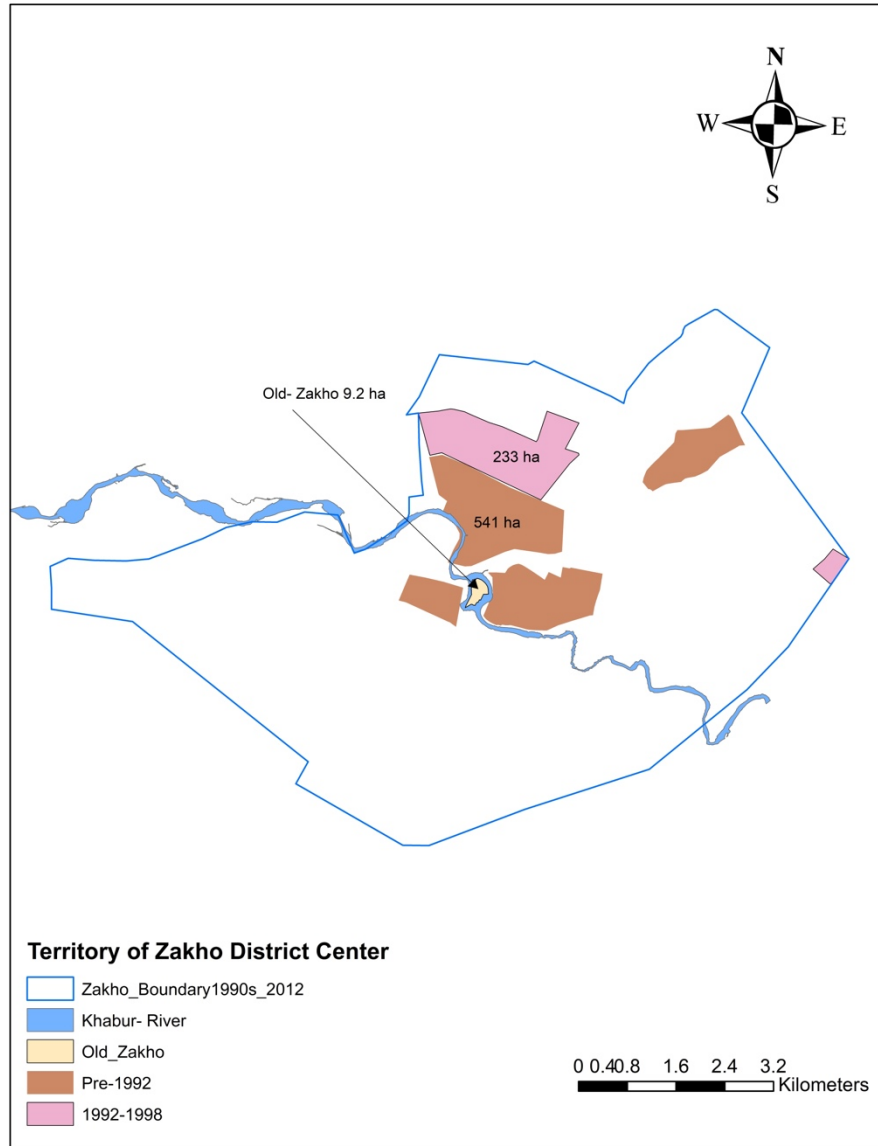 N
W E
S
Old- Zakho 9.2 ha
233 ha
541 ha
Territory of Zakho District Center
Zakho_Boundary1990s_2012
Khabur- River
Old_Zakho
Pre-1992
1992-1998
0 0.40.8 1.6 2.4 3.2
Kilometers